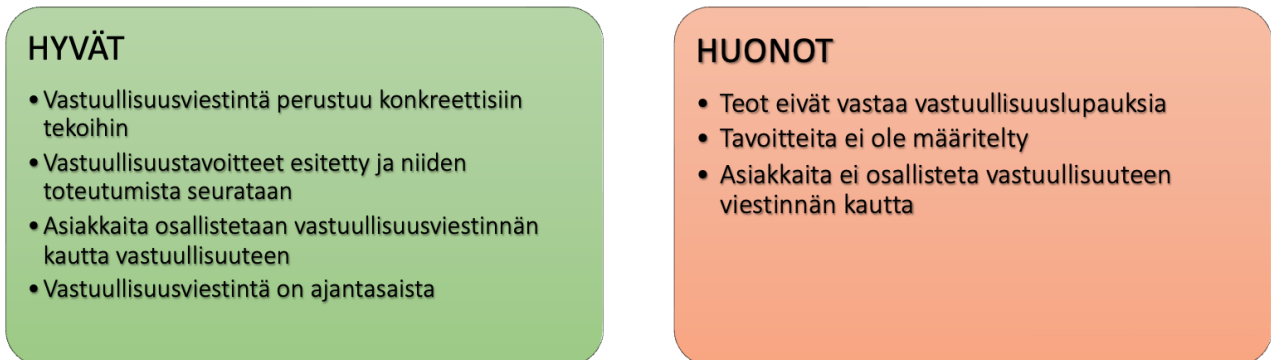 HYVÄT
• Vastuullisuusviestintä perustuu konkreettisiin
tekoihin
• Vastuullisuustavoitteet esitetty ja niiden
toteutumista seurataan
• Asiakkaita osallistetaan vastuullisuusviestinnän
kautta vastuullisuuteen
• Vastuullisuusviestintä on ajantasaista
HUONOT
• Teot eivät vastaa vastuullisuuslupauksia
• Tavoitteita ei ole määritelty
• Asiakkaita ei osallisteta vastuullisuuteen
viestinnän kautta